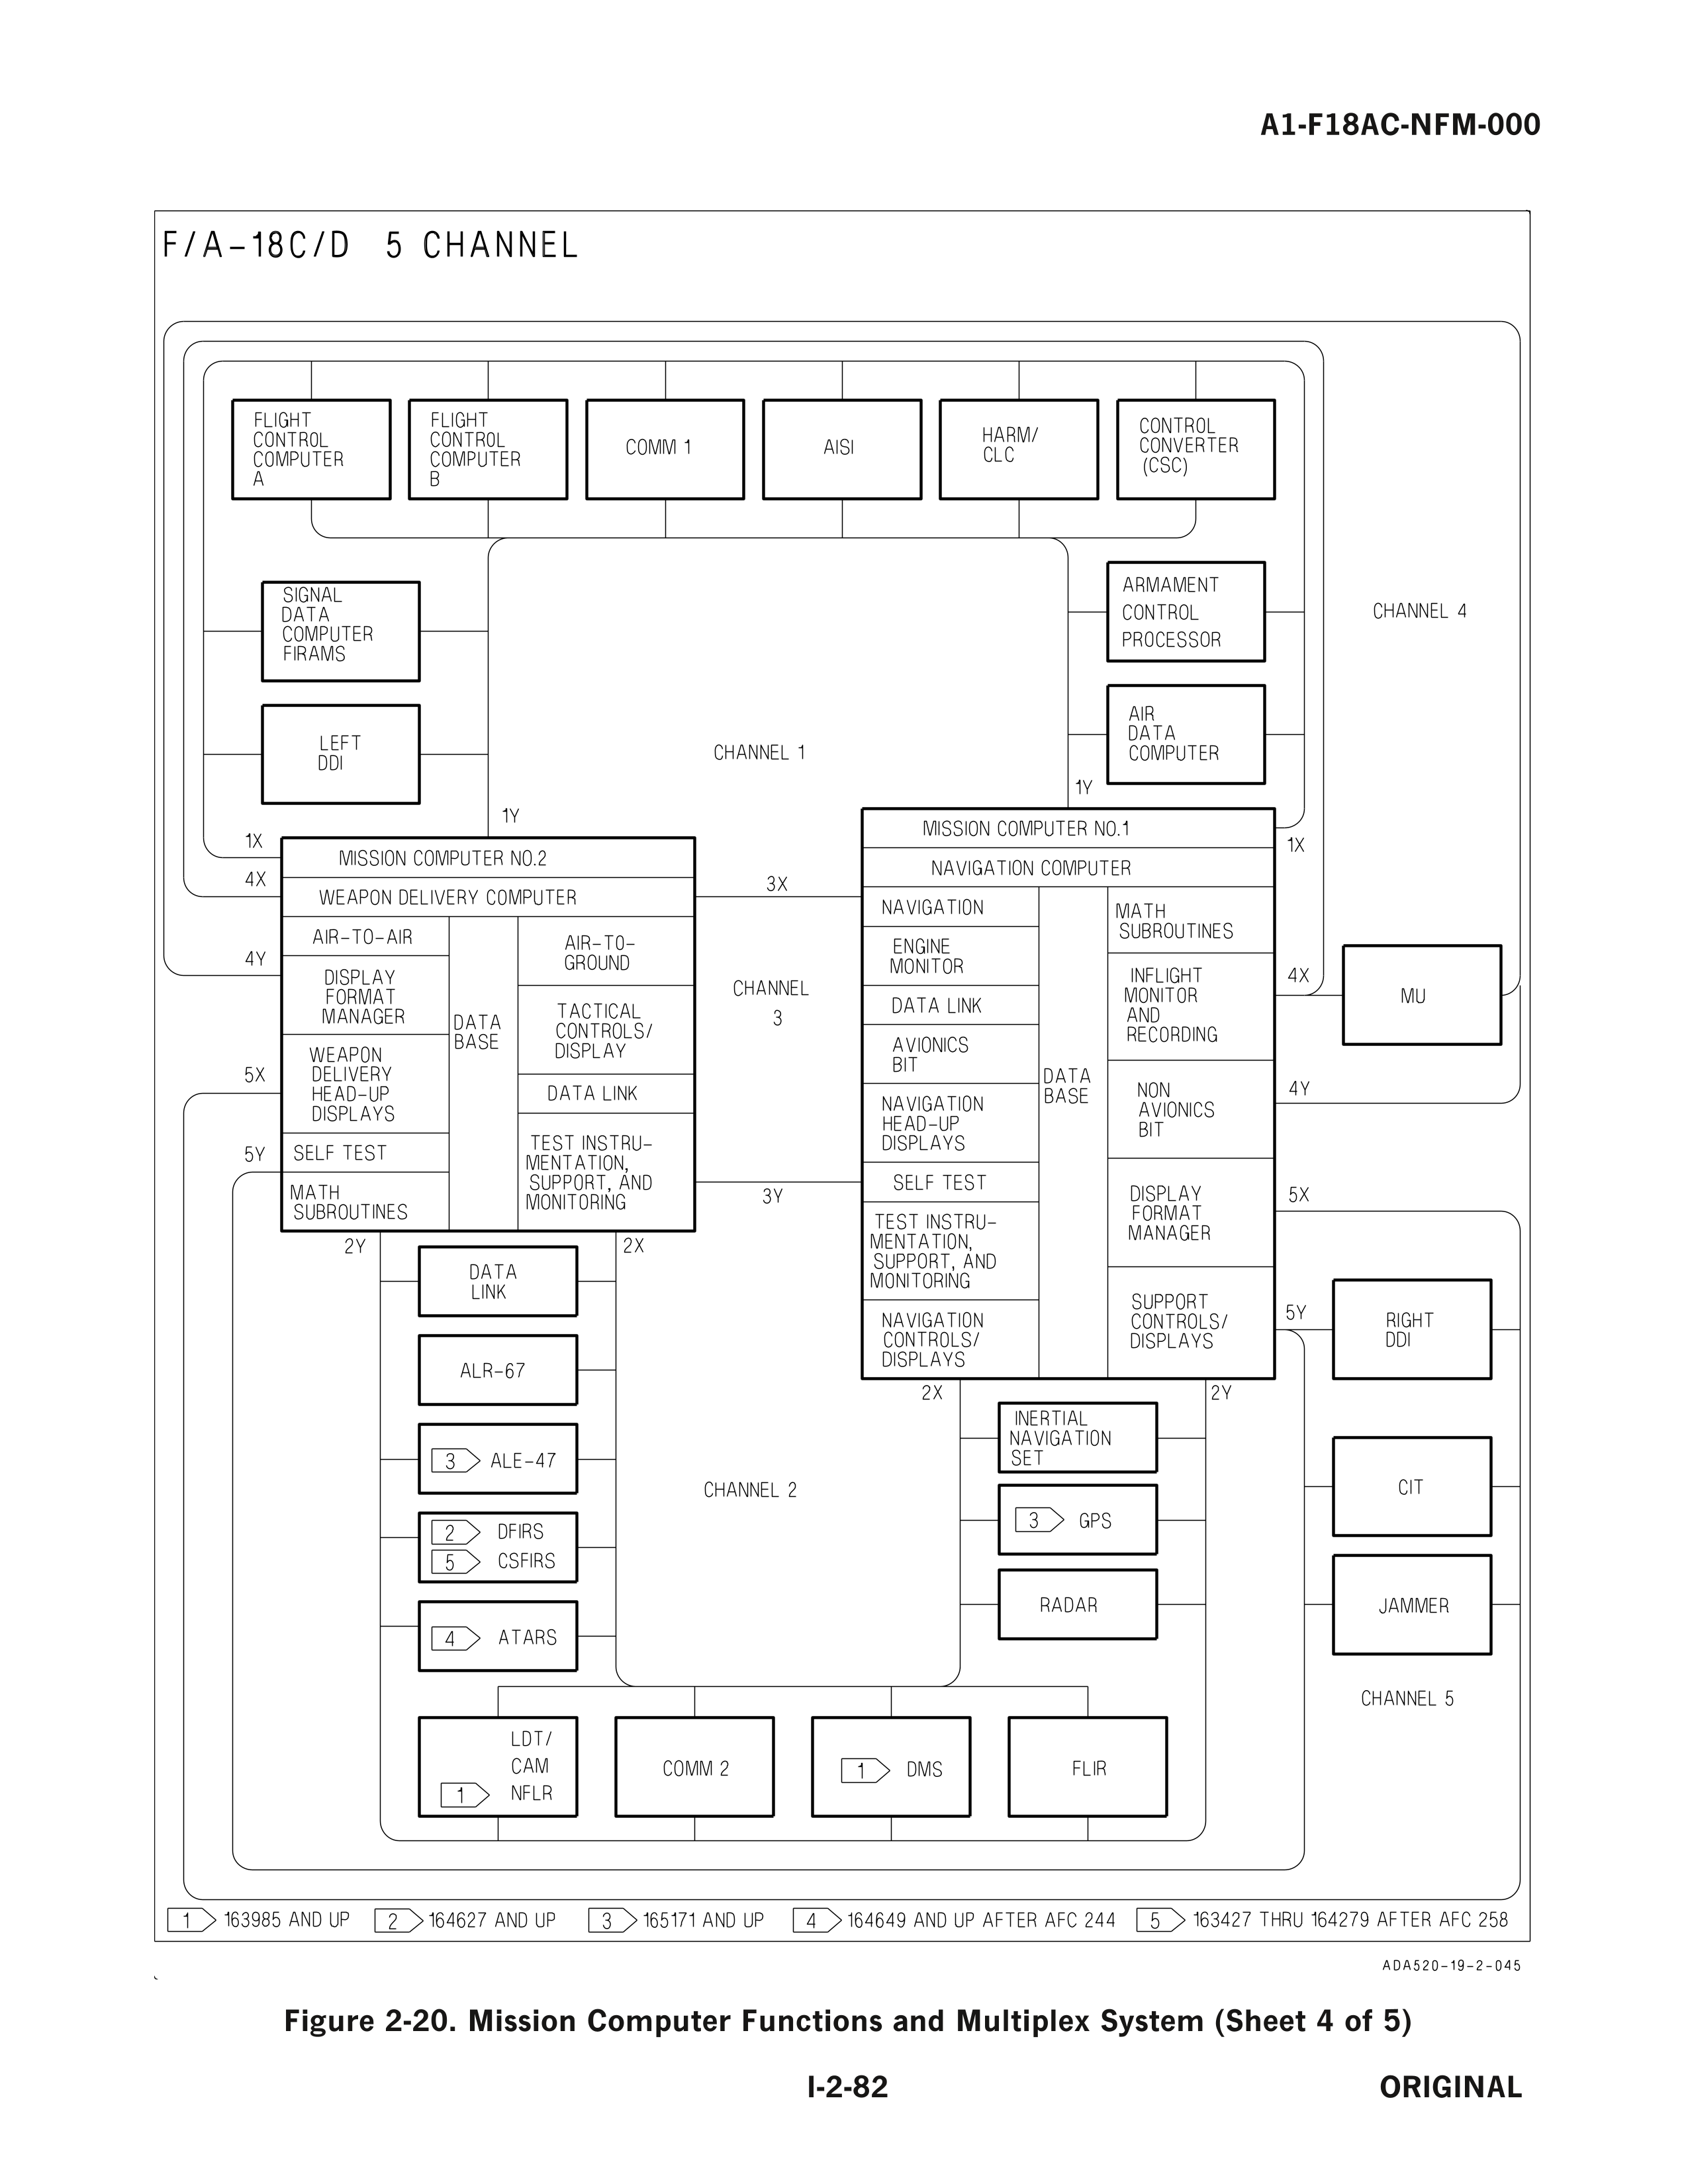 A1-F18AC-NFM-000
F/A-18C/D 5 CHANNEL
FLIGHT
CONTROL
COMPUTER
A
FLIGHT
CONTROL
COMPUTER
B
COMM 1
AISI
HARM/
CLC
CONTROL
CONVERTER
(CSC)
SIGNAL
DATA
COMPUTER
FIRAMS
LEFT
DDI
ARMAMENT
CONTROL
PROCESSOR
AIR
DATA
COMPUTER
CHANNEL 4
CHANNEL 1
1Y
1Y
1X
4X
4Y
5X
5Y
MISSION COMPUTER NO.2
WEAPON DELIVERY COMPUTER
AIR-TO-AIR
DISPLAY
FORMAT
MANAGER
WEAPON
DELIVERY
HEAD-UP
DISPLAYS
SELF TEST
MATH
SUBROUTINES
DATA
BASE
AIR-TO-
GROUND
TACTICAL
CONTROLS/
DISPLAY
DATA LINK
TEST INSTRU-
MENTATION,
SUPPORT, AND
MONITORING
3X
CHANNEL
3
3Y
MISSION COMPUTER NO.1
NAVIGATION COMPUTER
NAVIGATION
ENGINE
MONITOR
DATA LINK
AVIONICS
BIT
NAVIGATION
HEAD-UP
DISPLAYS
SELF TEST
TEST INSTRU-
MENTATION,
SUPPORT, AND
MONITORING
NAVIGATION
CONTROLS/
DISPLAYS
DATA
BASE
MATH
SUBROUTINES
INFLIGHT
MONITOR
AND
RECORDING
NON
AVIONICS
BIT
DISPLAY
FORMAT
MANAGER
SUPPORT
CONTROLS/
DISPLAYS
1X
4X
4Y
5X
5Y
MU
RIGHT
DDI
CIT
JAMMER
CHANNEL 5
2Y
2X
DATA
LINK
ALR-67
3 ALE-47
2 DFIRS
5 CSFIRS
4 ATARS
CHANNEL 2
2X
2Y
INERTIAL
NAVIGATION
SET
3 GPS
RADAR
LDT/
CAM
1 NFLR
COMM 2
1 DMS
FLIR
1 163985 AND UP 2 164627 AND UP 3 165171 AND UP 4 164649 AND UP AFTER AFC 244 5 163427 THRU 164279 AFTER AFC 258
ADA520-19-2-045
Figure 2-20. Mission Computer Functions and Multiplex System (Sheet 4 of 5)
I-2-82
ORIGINAL